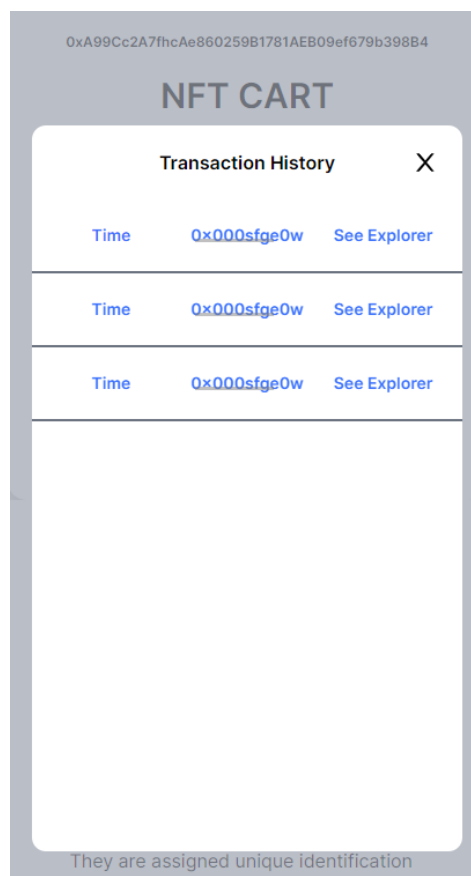 0xA99Cc2A7fhcAe860259B1781AEB09ef679b398B4
NFT CART
Transaction History X
Time 0×000sfge0w See Explorer
Time 0×000sfge0w See Explorer
Time 0×000sfge0w See Explorer
They are assigned unique identification